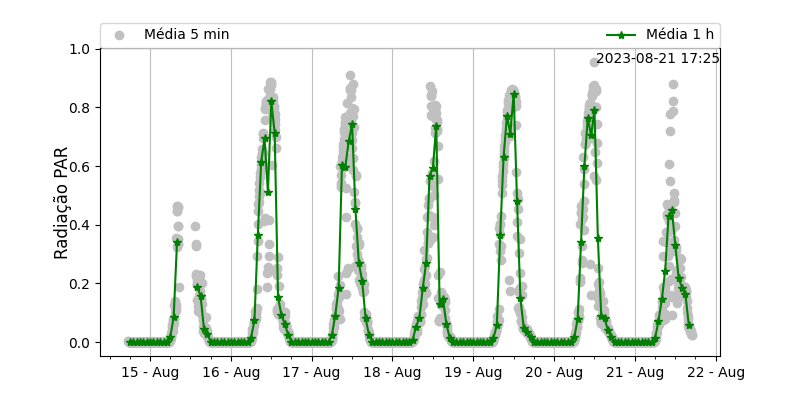 Média 5 min
Média 1 h
2023-08-21 17:25
Radiação PAR
1.0
0.8
0.6
0.4
0.2
0.0
15 - Aug
16 - Aug
17 - Aug
18 - Aug
19 - Aug
20 - Aug
21 - Aug
22 - Aug